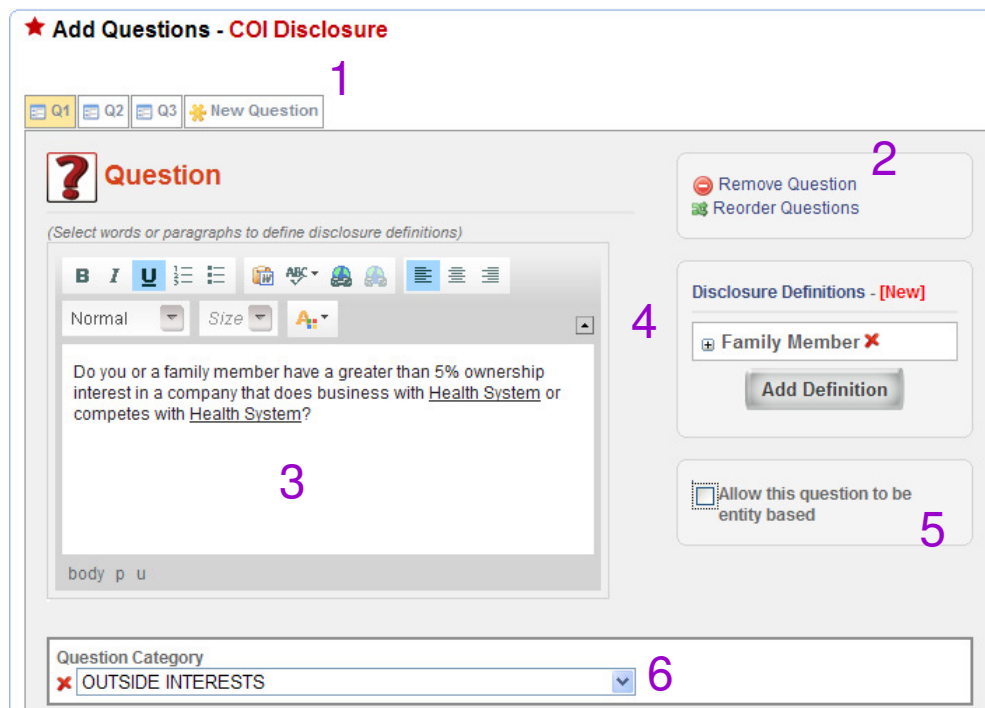 Add Questions - COI Disclosure
1
Q1 Q2 Q3 New Question
2
Question
Remove Question
Reorder Questions
(Select words or paragraphs to define disclosure definitions)
B I U ABC
Normal Size A
4
Disclosure Definitions - [New]
Family Member
Add Definition
Do you or a family member have a greater than 5% ownership
interest in a company that does business with Health System or
competes with Health System?
3
Allow this question to be
entity based
5
body p u
Question Category
OUTSIDE INTERESTS
6